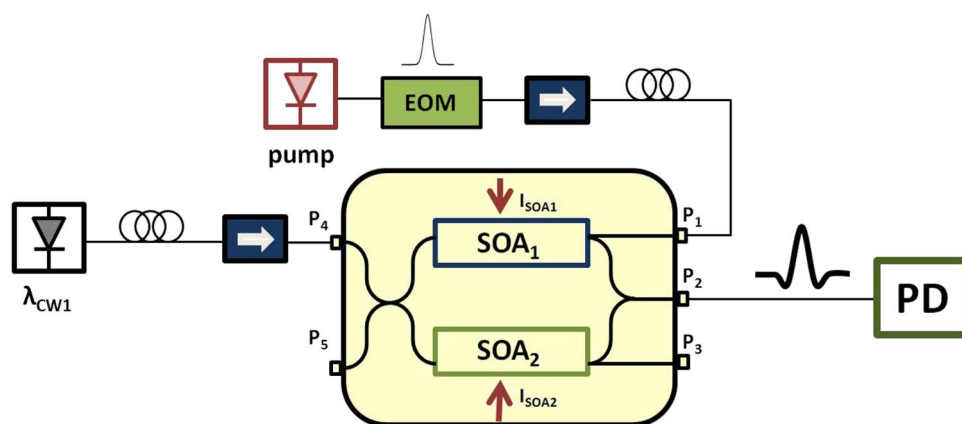 EOM
pump
I_SOA1
P_4
P_1
SOA_1
λ_CW1
P_2
PD
P_5
SOA_2
P_3
I_SOA2